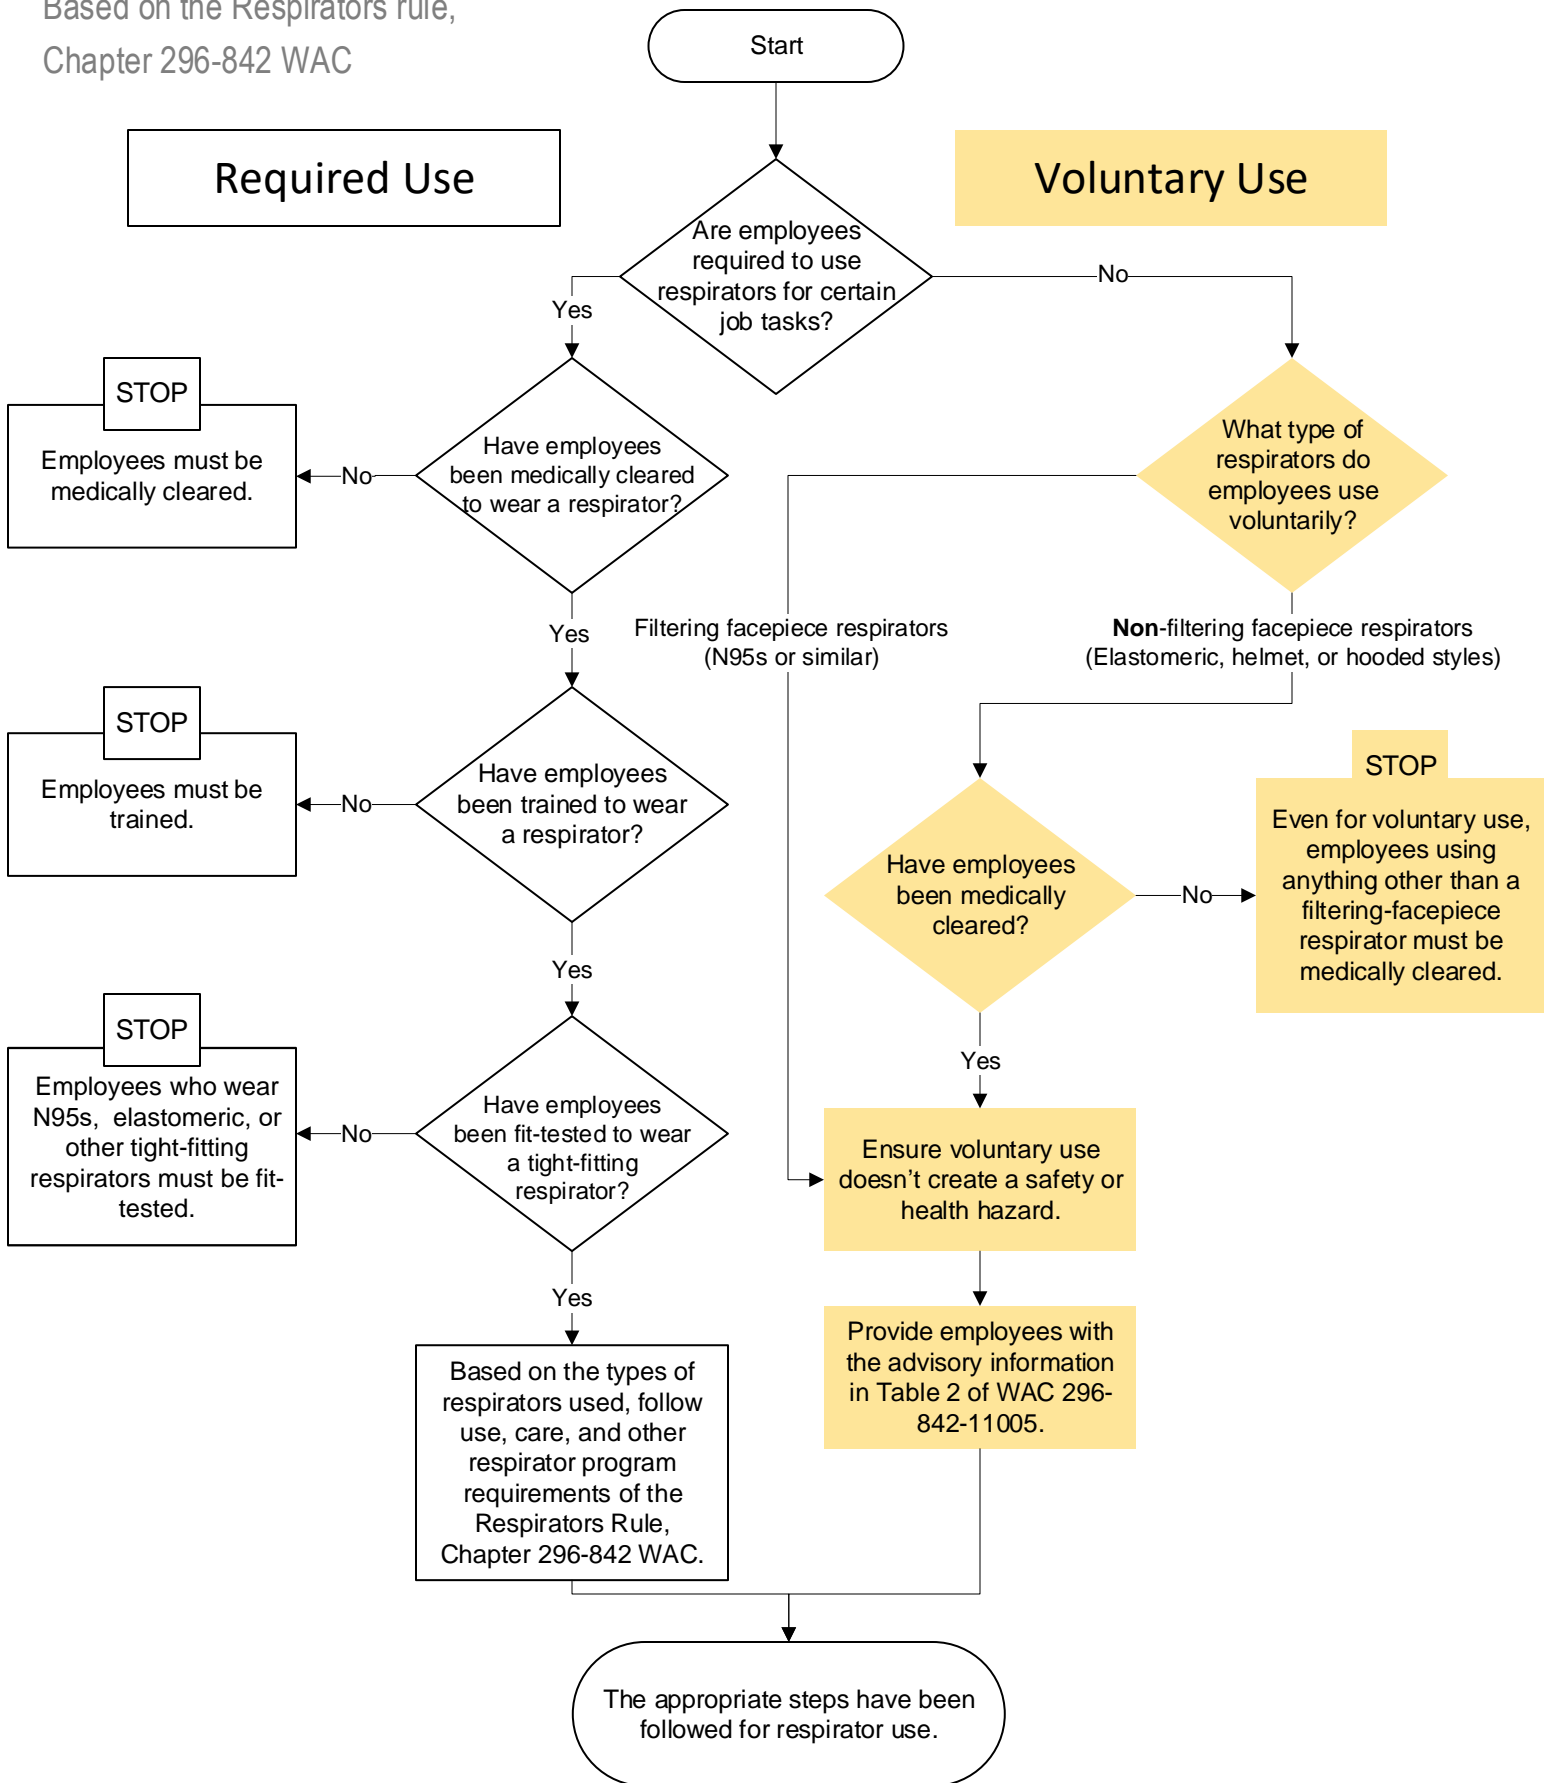 Based on the Respirators rule,
Chapter 296-842 WAC
Start
Required Use
Voluntary Use
Are employees
required to use
respirators for certain
job tasks?
Yes
No
STOP
Employees must be
medically cleared.
No
Have employees
been medically cleared
to wear a respirator?
What type of
respirators do
employees use
voluntarily?
Yes
Filtering facepiece respirators
(N95s or similar)
Non-filtering facepiece respirators
(Elastomeric, helmet, or hooded styles)
STOP
Employees must be
trained.
No
Have employees
been trained to wear
a respirator?
Have employees
been medically
cleared?
No
STOP
Even for voluntary use,
employees using
anything other than a
filtering-facepiece
respirator must be
medically cleared.
Yes
Yes
STOP
Employees who wear
N95s,  elastomeric, or
other tight-fitting
respirators must be fit-
tested.
No
Have employees
been fit-tested to wear
a tight-fitting
respirator?
Ensure voluntary use
doesn’t create a safety or
health hazard.
Yes
Based on the types of
respirators used, follow
use, care, and other
respirator program
requirements of the
Respirators Rule,
Chapter 296-842 WAC.
Provide employees with
the advisory information
in Table 2 of WAC 296-
842-11005.
The appropriate steps have been
followed for respirator use.